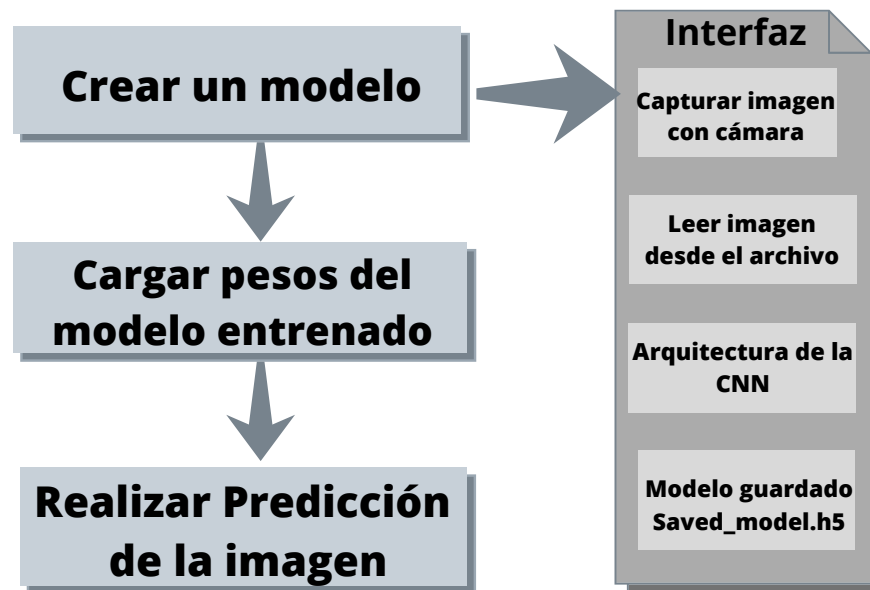 Crear un modelo
Cargar pesos del
modelo entrenado
Realizar Predicción
de la imagen
Interfaz
Capturar imagen
con cámara
Leer imagen
desde el archivo
Arquitectura de la
CNN
Modelo guardado
Saved_model.h5